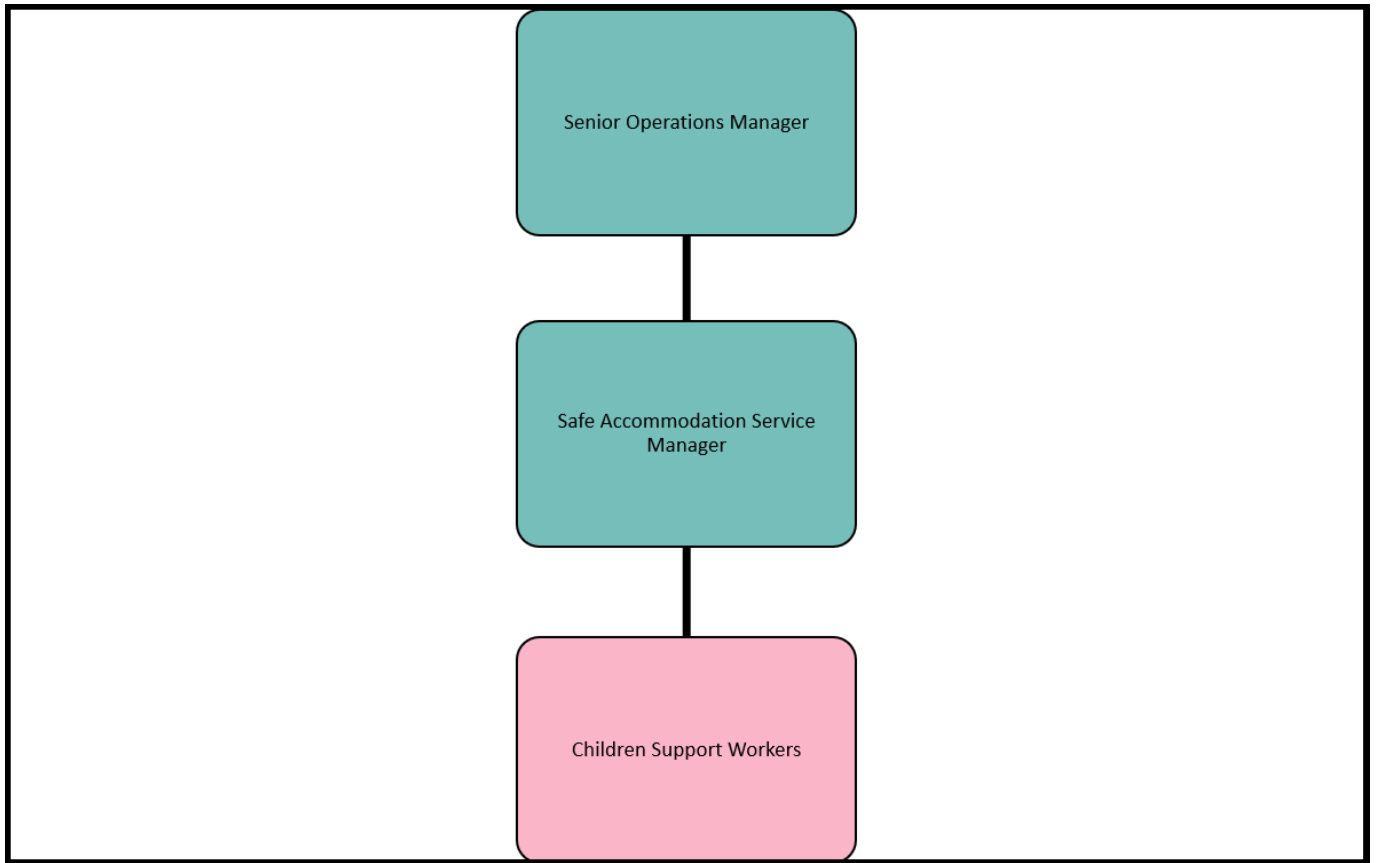 Senior Operations Manager
Safe Accommodation Service
Manager
Children Support Workers